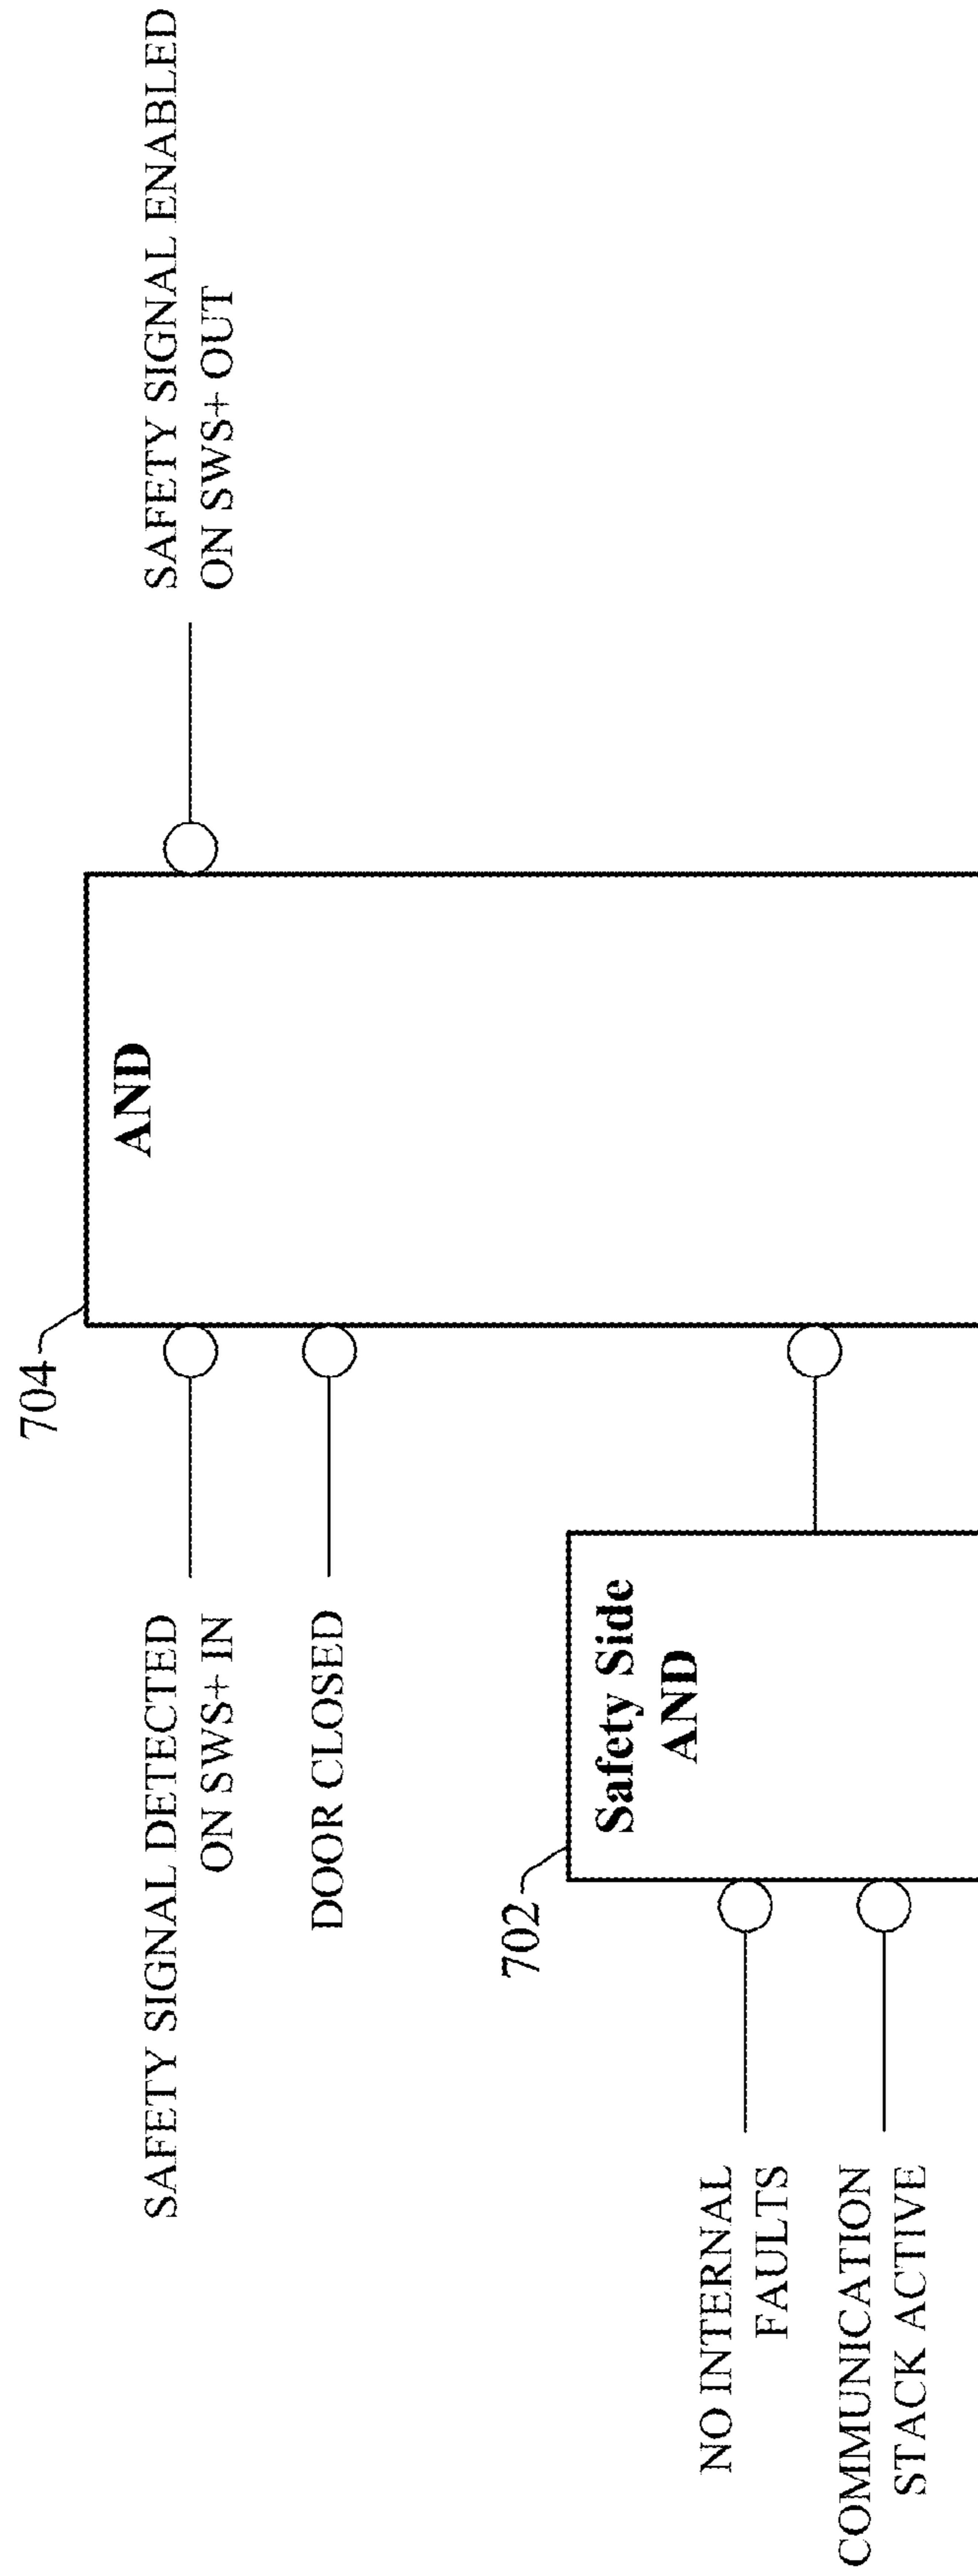 704
AND
SAFETY SIGNAL DETECTED
ON SWS+ IN
SAFETY SIGNAL ENABLED
ON SWS+ OUT
DOOR CLOSED
702
Safety Side
AND
NO INTERNAL
FAULTS
COMMUNICATION
STACK ACTIVE